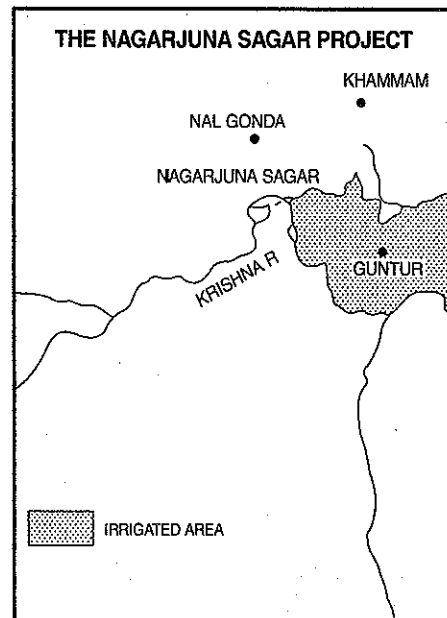 THE NAGARJUNA SAGAR PROJECT
KHAMMAM
NAL GONDA
NAGARJUNA SAGAR
KRISHNA R
GUNTUR
IRRIGATED AREA